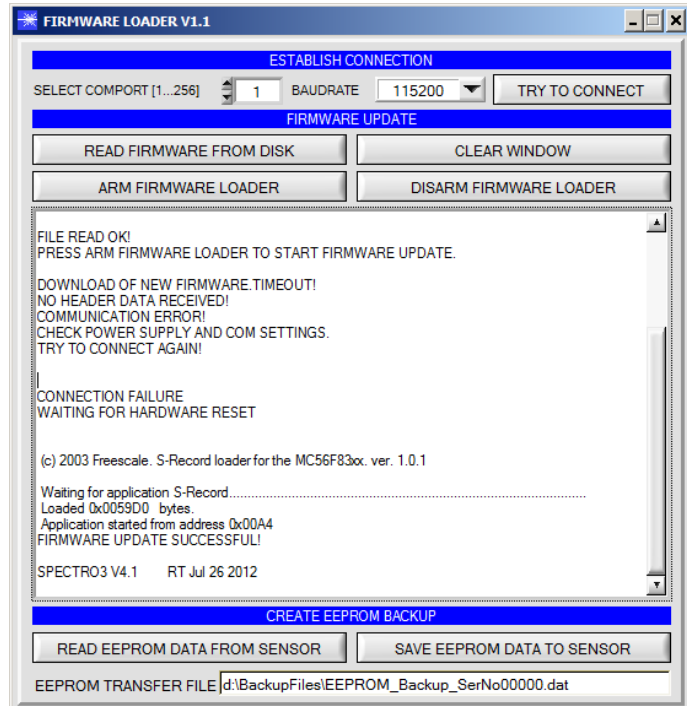 FIRMWARE LOADER V1.1
ESTABLISH CONNECTION
SELECT COMPORT [1...256] 1 BAUDRATE 115200 TRY TO CONNECT
FIRMWARE UPDATE
READ FIRMWARE FROM DISK CLEAR WINDOW
ARM FIRMWARE LOADER DISARM FIRMWARE LOADER
FILE READ OK!
PRESS ARM FIRMWARE LOADER TO START FIRMWARE UPDATE.
DOWNLOAD OF NEW FIRMWARE.TIMEOUT!
NO HEADER DATA RECEIVED!
COMMUNICATION ERROR!
CHECK POWER SUPPLY AND COM SETTINGS.
TRY TO CONNECT AGAIN!
CONNECTION FAILURE
WAITING FOR HARDWARE RESET
(c) 2003 Freescale. S-Record loader for the MC56F83xx. ver. 1.0.1
Waiting for application S-Record...............................................................................................
Loaded 0x0059D0 bytes.
Application started from address 0x00A4
FIRMWARE UPDATE SUCCESSFUL!
SPECTRO3 V4.1 RT Jul 26 2012
CREATE EEPROM BACKUP
READ EEPROM DATA FROM SENSOR SAVE EEPROM DATA TO SENSOR
EEPROM TRANSFER FILE d:\BackupFiles\EEPROM_Backup_SerNo00000.dat